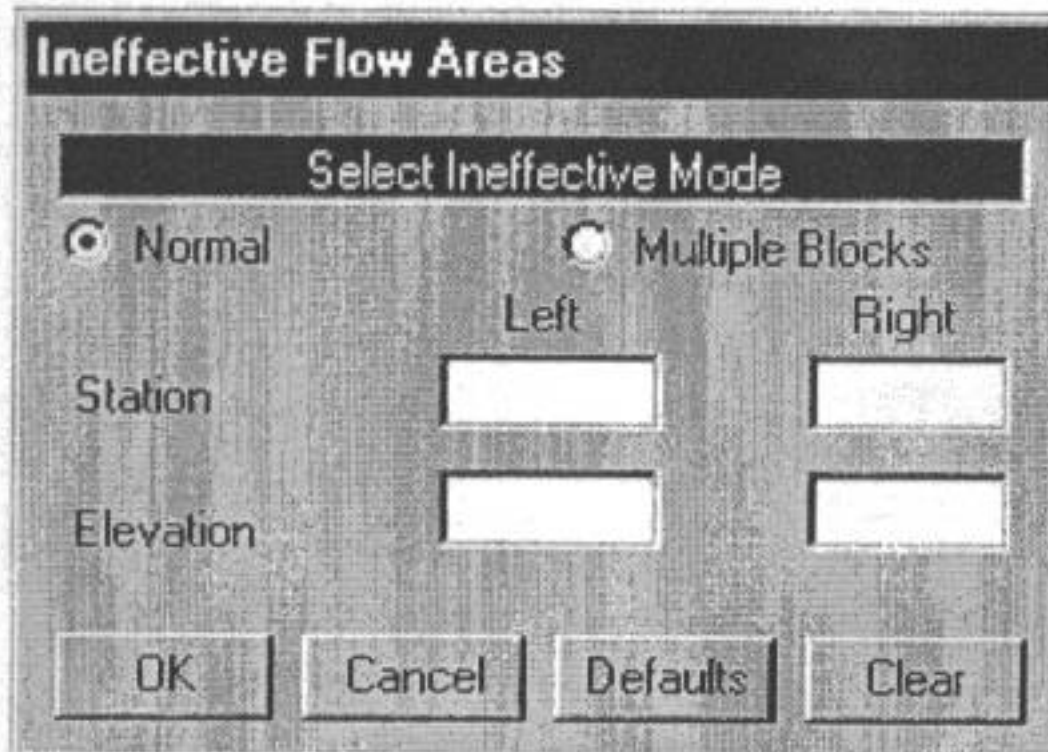 Ineffective Flow Areas
Select Ineffective Mode
Normal Multiple Blocks
Left Right
Station
Elevation
OK Cancel Defaults Clear